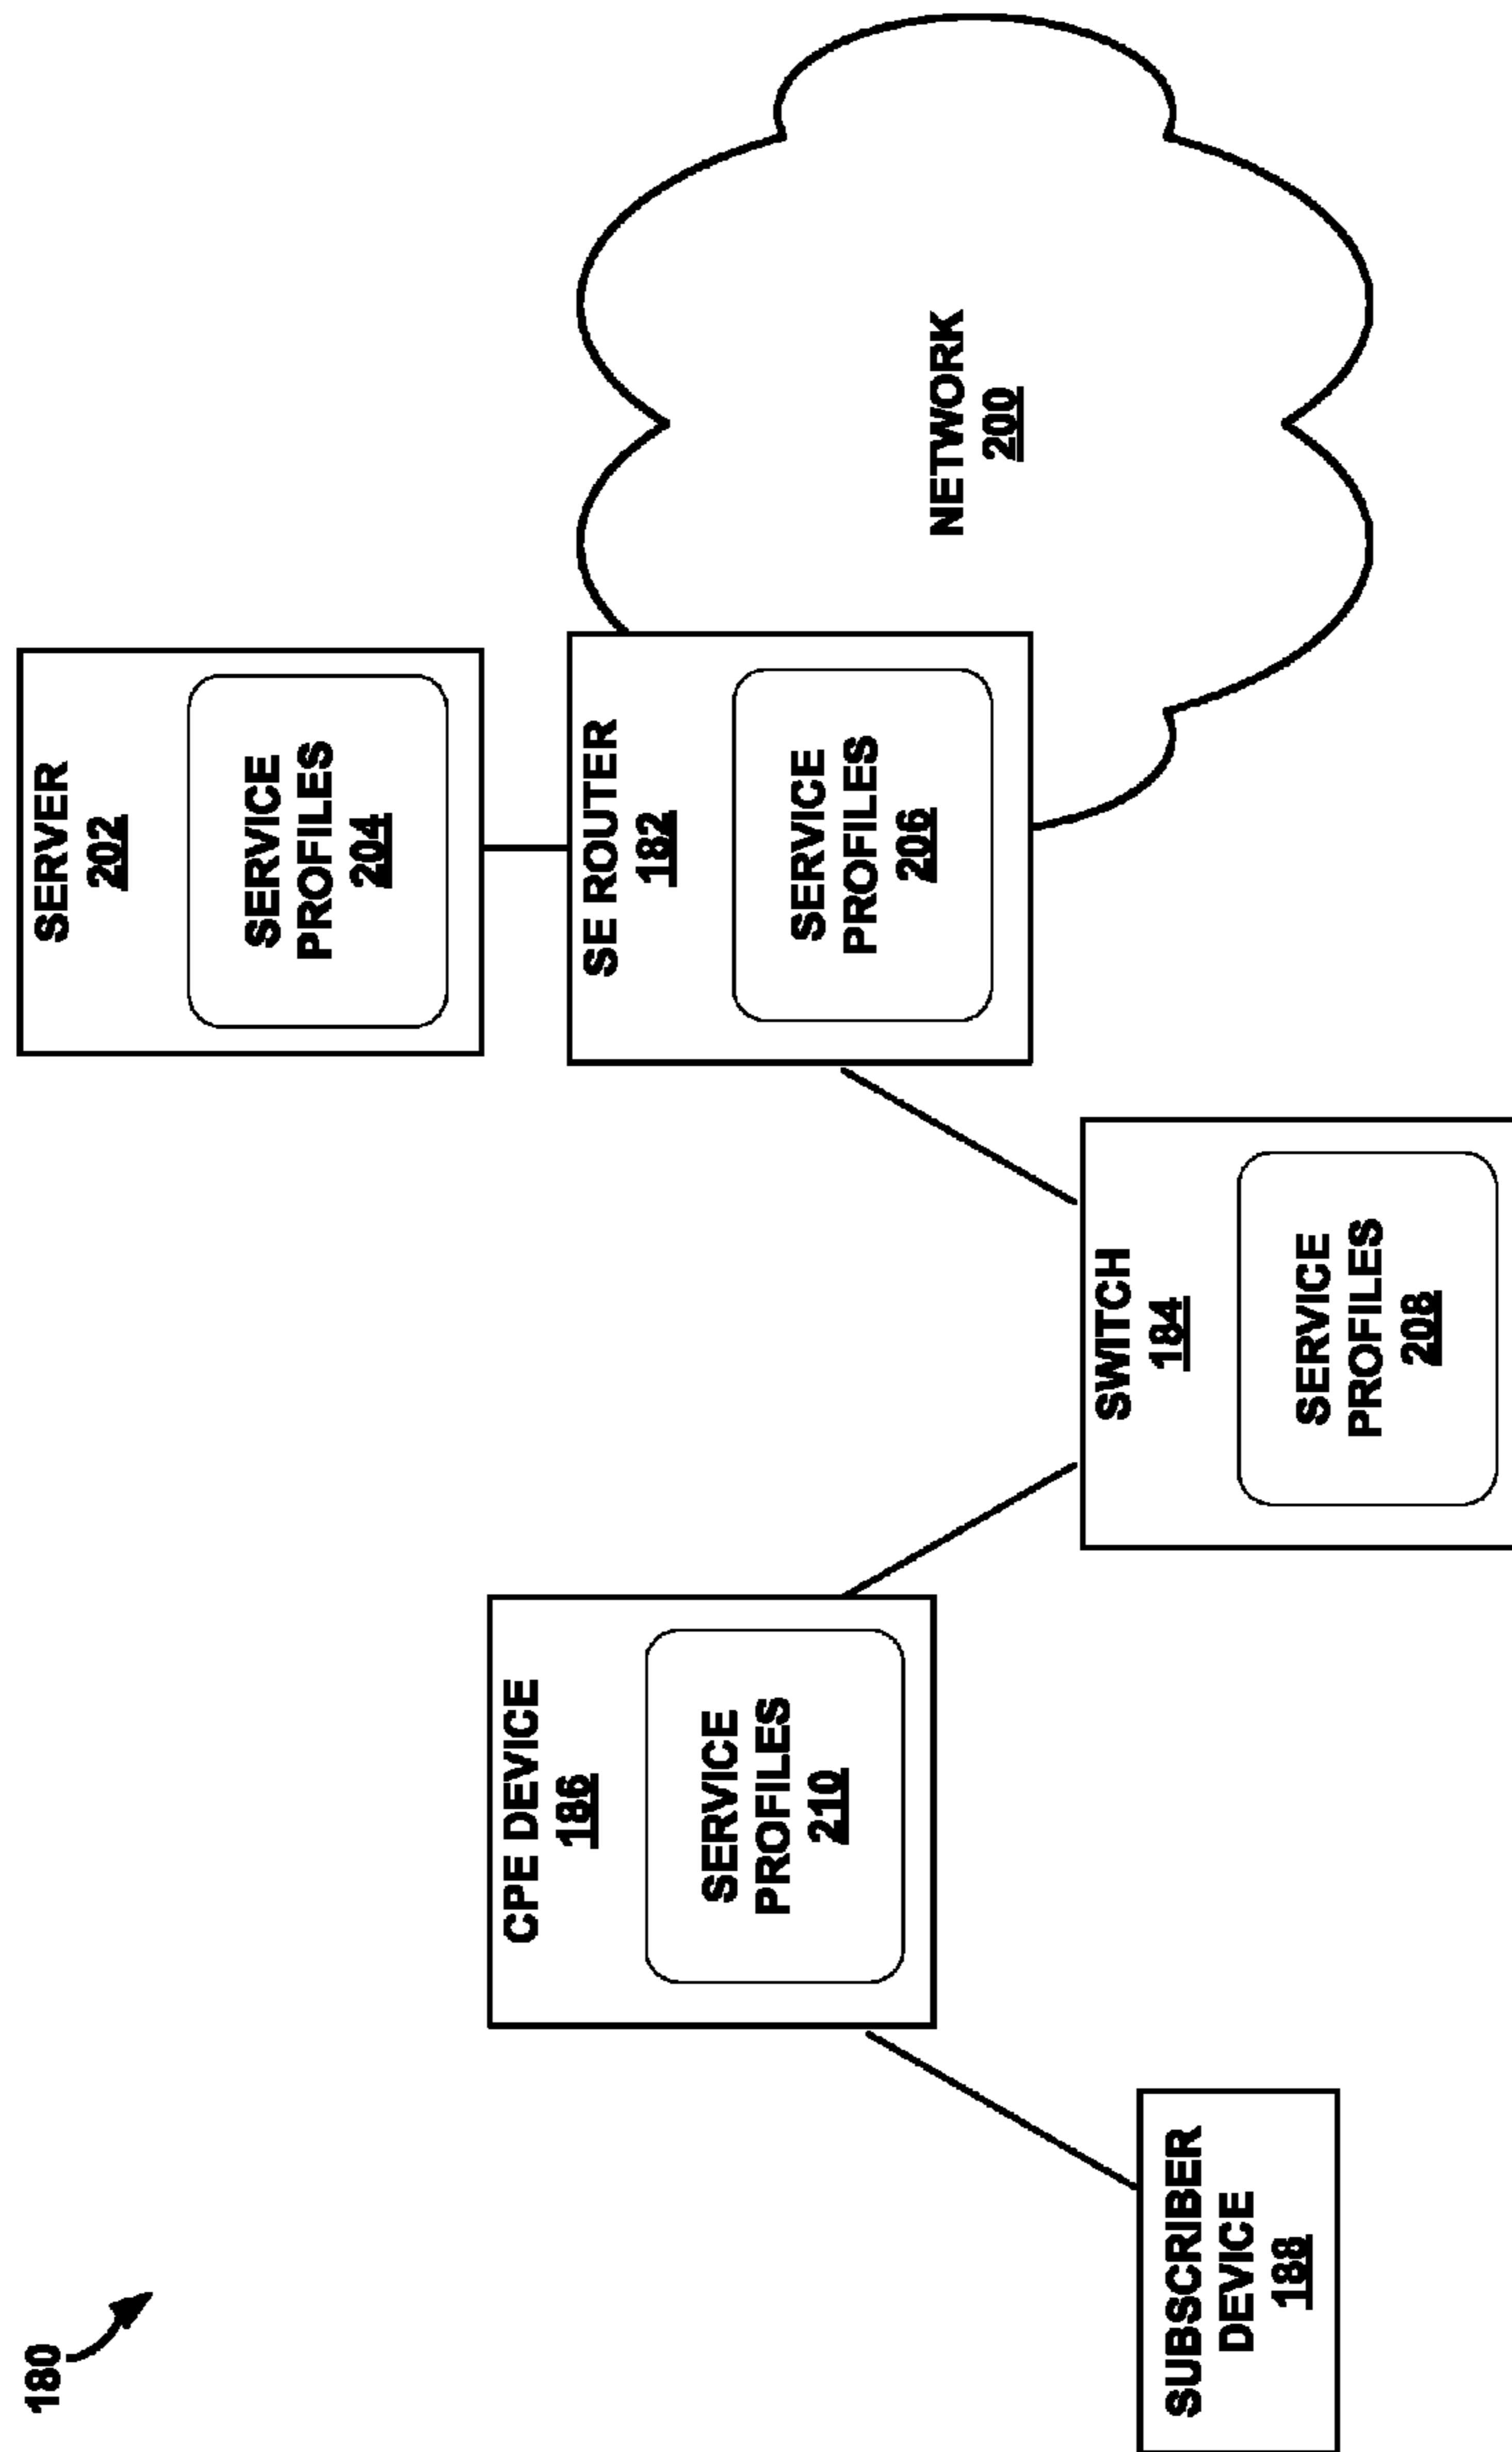 180
SERVER
202
SERVICE
PROFILES
204
SE ROUTER
182
SERVICE
PROFILES
206
NETWORK
200
CPE DEVICE
186
SERVICE
PROFILES
210
SWITCH
184
SERVICE
PROFILES
208
SUBSCRIBER
DEVICE
188